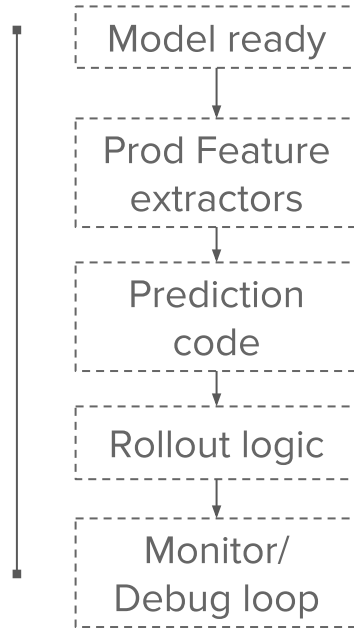 Model ready
Prod Feature
extractors
Prediction
code
Rollout logic
Monitor/
Debug loop